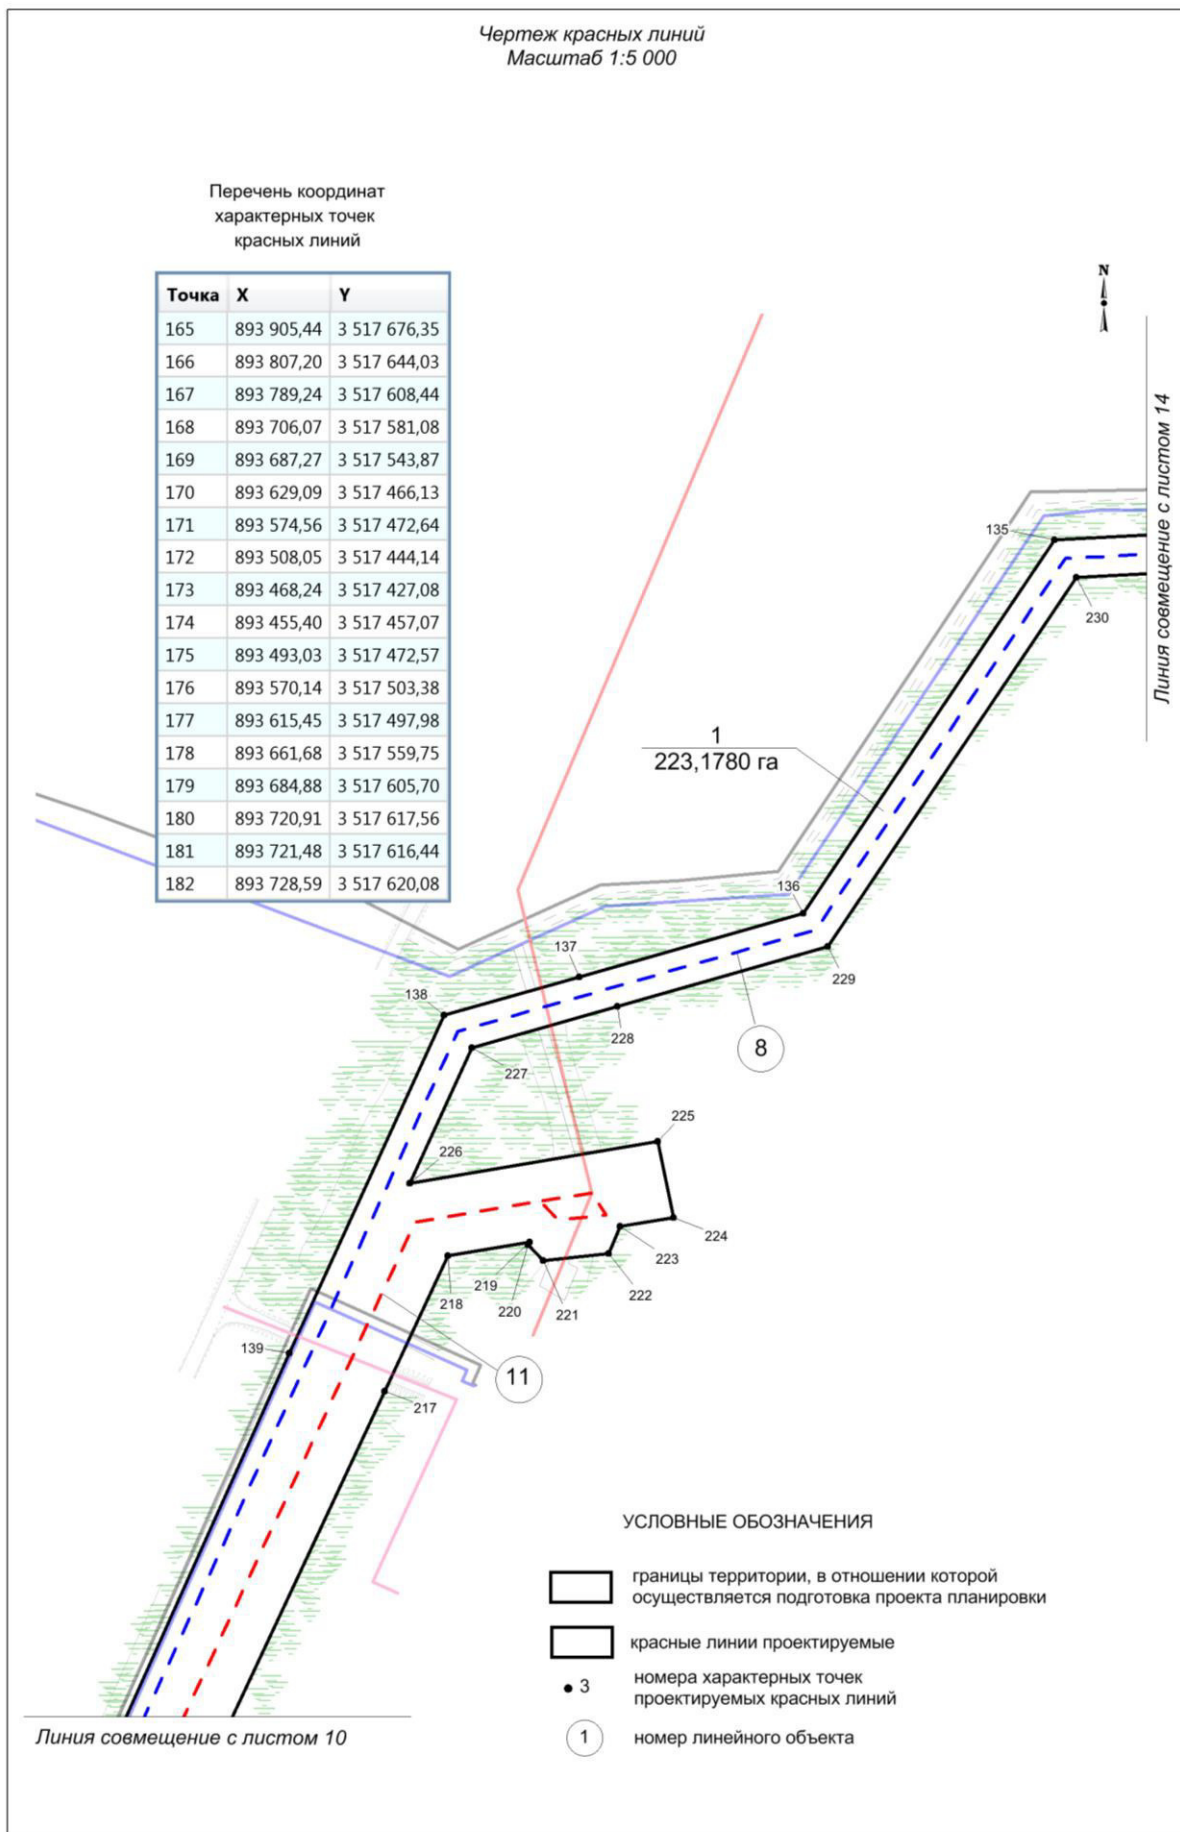 Чертеж красных линий
Масштаб 1:5 000
Перечень координат
характерных точек
красных линий
Точка X Y
165 893 905,44 3 517 676,35
166 893 807,20 3 517 644,03
167 893 789,24 3 517 608,44
168 893 706,07 3 517 581,08
169 893 687,27 3 517 543,87
170 893 629,09 3 517 466,13
171 893 574,56 3 517 472,64
172 893 508,05 3 517 444,14
173 893 468,24 3 517 427,08
174 893 455,40 3 517 457,07
175 893 493,03 3 517 472,57
176 893 570,14 3 517 503,38
177 893 615,45 3 517 497,98
178 893 661,68 3 517 559,75
179 893 684,88 3 517 605,70
180 893 720,91 3 517 617,56
181 893 721,48 3 517 616,44
182 893 728,59 3 517 620,08
N
Линия совмещение с листом 14
135
230
1
223,1780 га
136
137
229
138
228
8
227
225
226
224
223
219
218
222
220
221
139
11
217
УСЛОВНЫЕ ОБОЗНАЧЕНИЯ
границы территории, в отношении которой
осуществляется подготовка проекта планировки
красные линии проектируемые
3 номера характерных точек
проектируемых красных линий
1 номер линейного объекта
Линия совмещение с листом 10